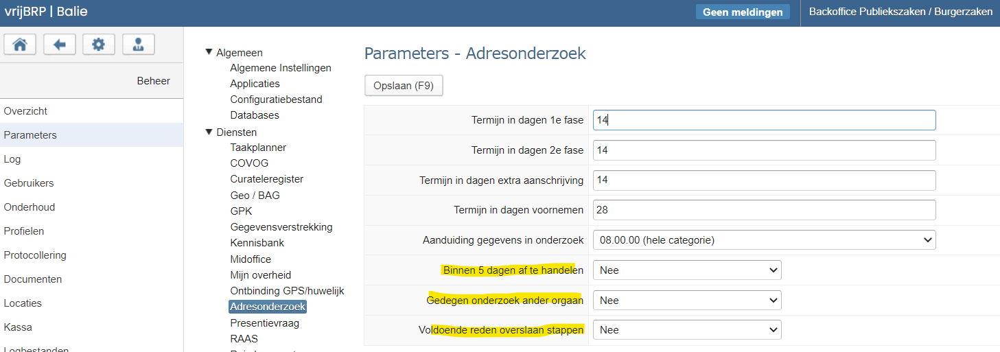 vrijBRP | Balie
Geen meldingen
Backoffice Publiekszaken / Burgerzaken
Beheer
Overzicht
Parameters
Log
Gebruikers
Onderhoud
Profielen
Protocollering
Documenten
Locaties
Kassa
Logbestanden
Algemeen
Algemene Instellingen
Applicaties
Configuratiebestand
Databases
Diensten
Taakplanner
COVOG
Curateleregister
Geo / BAG
GPK
Gegevensverstrekking
Kennisbank
Midoffice
Mijn overheid
Ontbinding GPS/huwelijk
Adresonderzoek
Presentievraag
RAAS
Parameters - Adresonderzoek
Opslaan (F9)
Termijn in dagen 1e fase 14
Termijn in dagen 2e fase 14
Termijn in dagen extra aanschrijving 14
Termijn in dagen voornemen 28
Aanduiding gegevens in onderzoek 08.00.00 (hele categorie)
Binnen 5 dagen af te handelen Nee
Gedegen onderzoek ander orgaan Nee
Voldoende reden overslaan stappen Nee